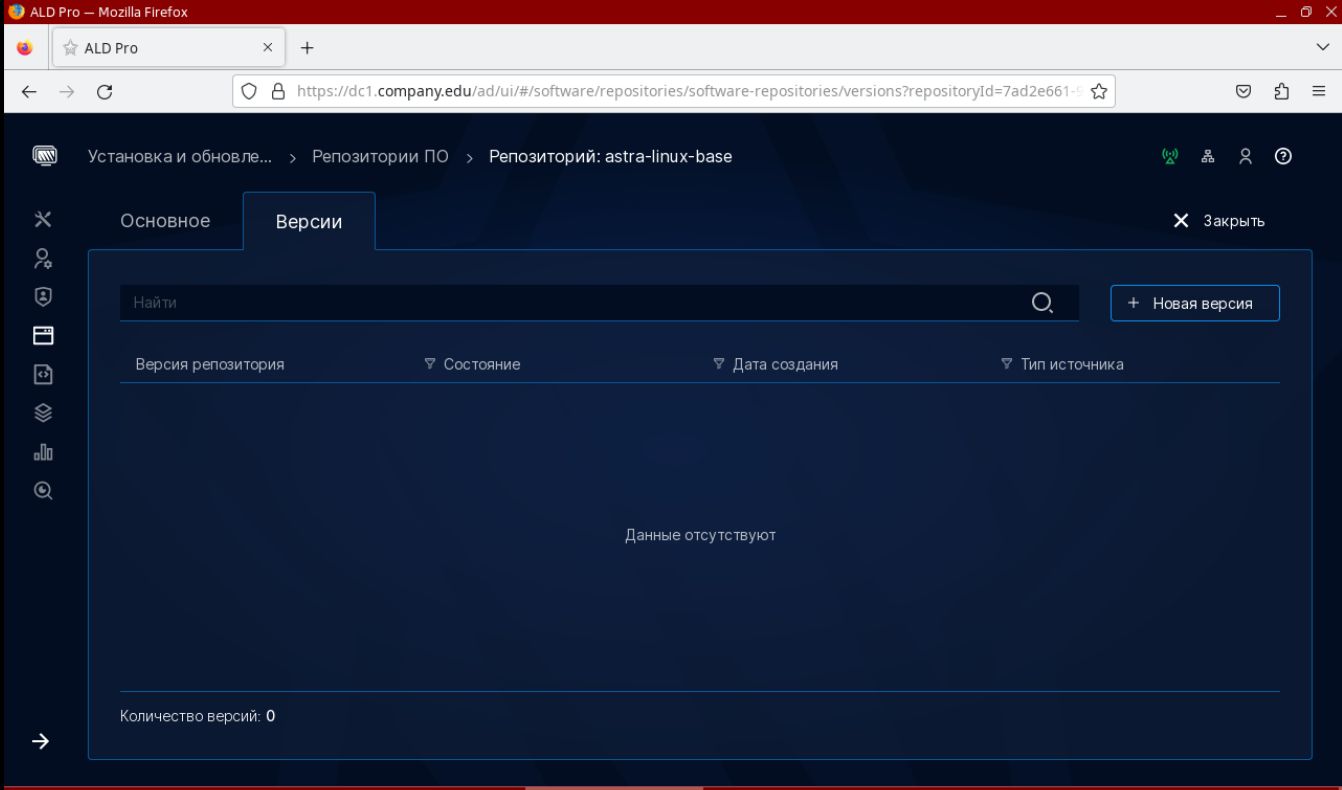 ALD Pro — Mozilla Firefox
ALD Pro
https://dc1.company.edu/ad/ui/#/software/repositories/software-repositories/versions?repositoryId=7ad2e661-9
Установка и обновле... > Репозитории ПО > Репозиторий: astra-linux-base
Основное Версии Закрыть
Найти + Новая версия
Версия репозитория Состояние Дата создания Тип источника
Данные отсутствуют
Количество версий: 0